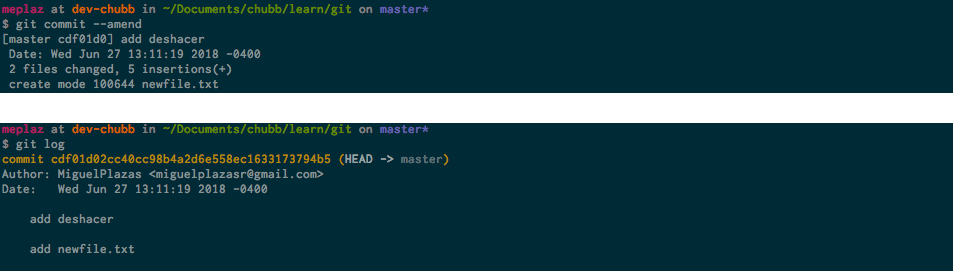 meplaz at dev-chubb in ~/Documents/chubb/learn/git on master*
$ git commit --amend
[master cdf01d0] add deshacer
Date: Wed Jun 27 13:11:19 2018 -0400
2 files changed, 5 insertions(+)
create mode 100644 newfile.txt
meplaz at dev-chubb in ~/Documents/chubb/learn/git on master*
$ git log
commit cdf01d02cc40cc98b4a2d6e558ec1633173794b5 (HEAD -> master)
Author: MiguelPlazas <miguelplazasr@gmail.com>
Date:   Wed Jun 27 13:11:19 2018 -0400
add deshacer
add newfile.txt